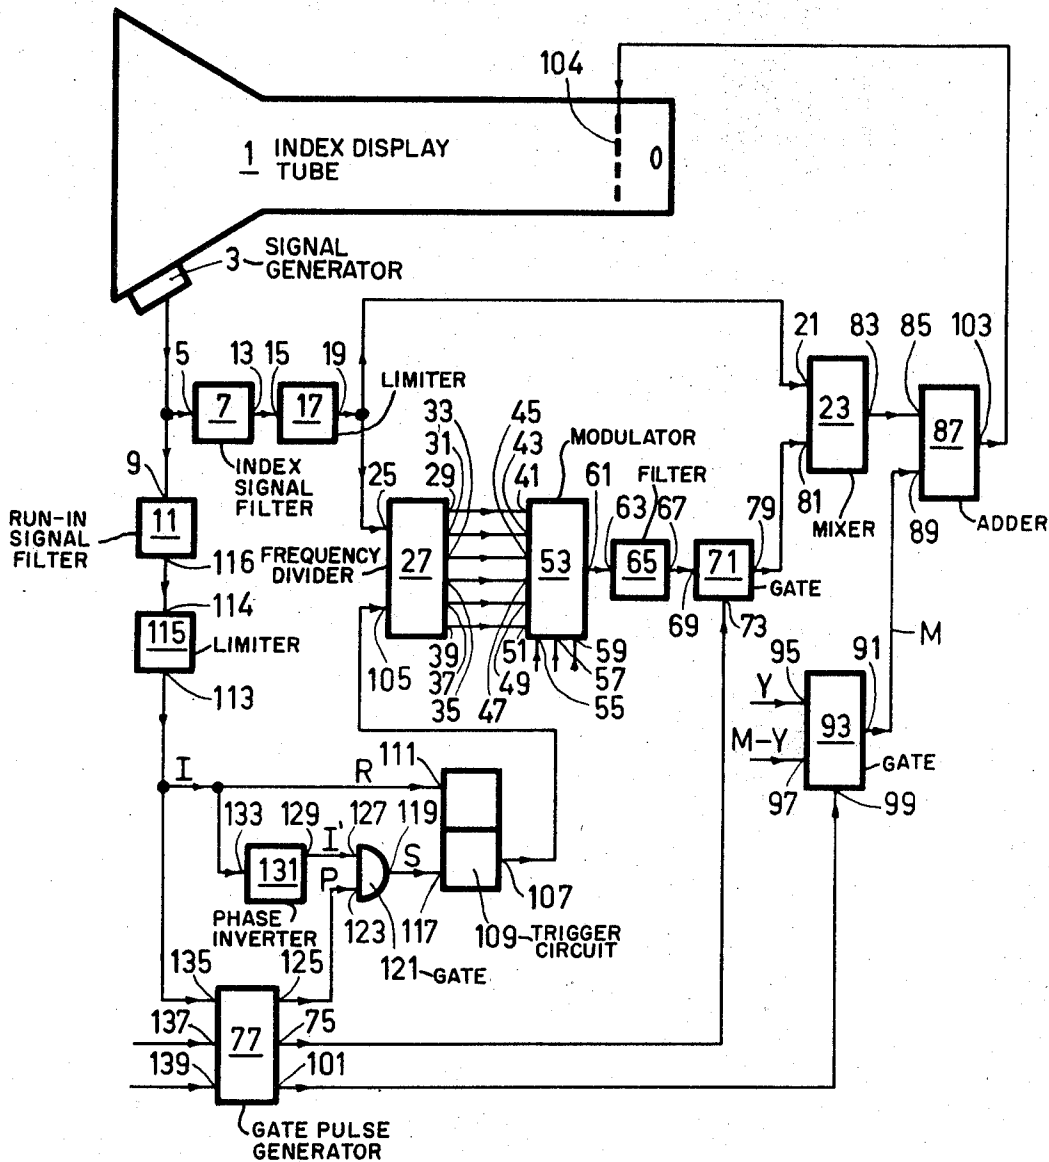 104
1 INDEX DISPLAY
TUBE
0
3 SIGNAL
GENERATOR
5
13
15
19
LIMITER
21
83
85
103
7
17
23
87
INDEX
SIGNAL
FILTER
33
31
29
45
43
41
MODULATOR
FILTER
25
61
63
67
79
81
MIXER
89
ADDER
9
RUN-IN
SIGNAL
FILTER
11
116
FREQUENCY
DIVIDER
27
53
65
71
GATE
69
73
114
115
LIMITER
113
105
39
37
35
51
49
47
59
57
55
M
95
91
Y
M-Y
93
GATE
97
99
I
R
111
133
129
I'
127
119
S
131
P
107
PHASE
INVERTER
123
117
109 TRIGGER
CIRCUIT
121 GATE
135
125
137
75
77
139
101
GATE PULSE
GENERATOR